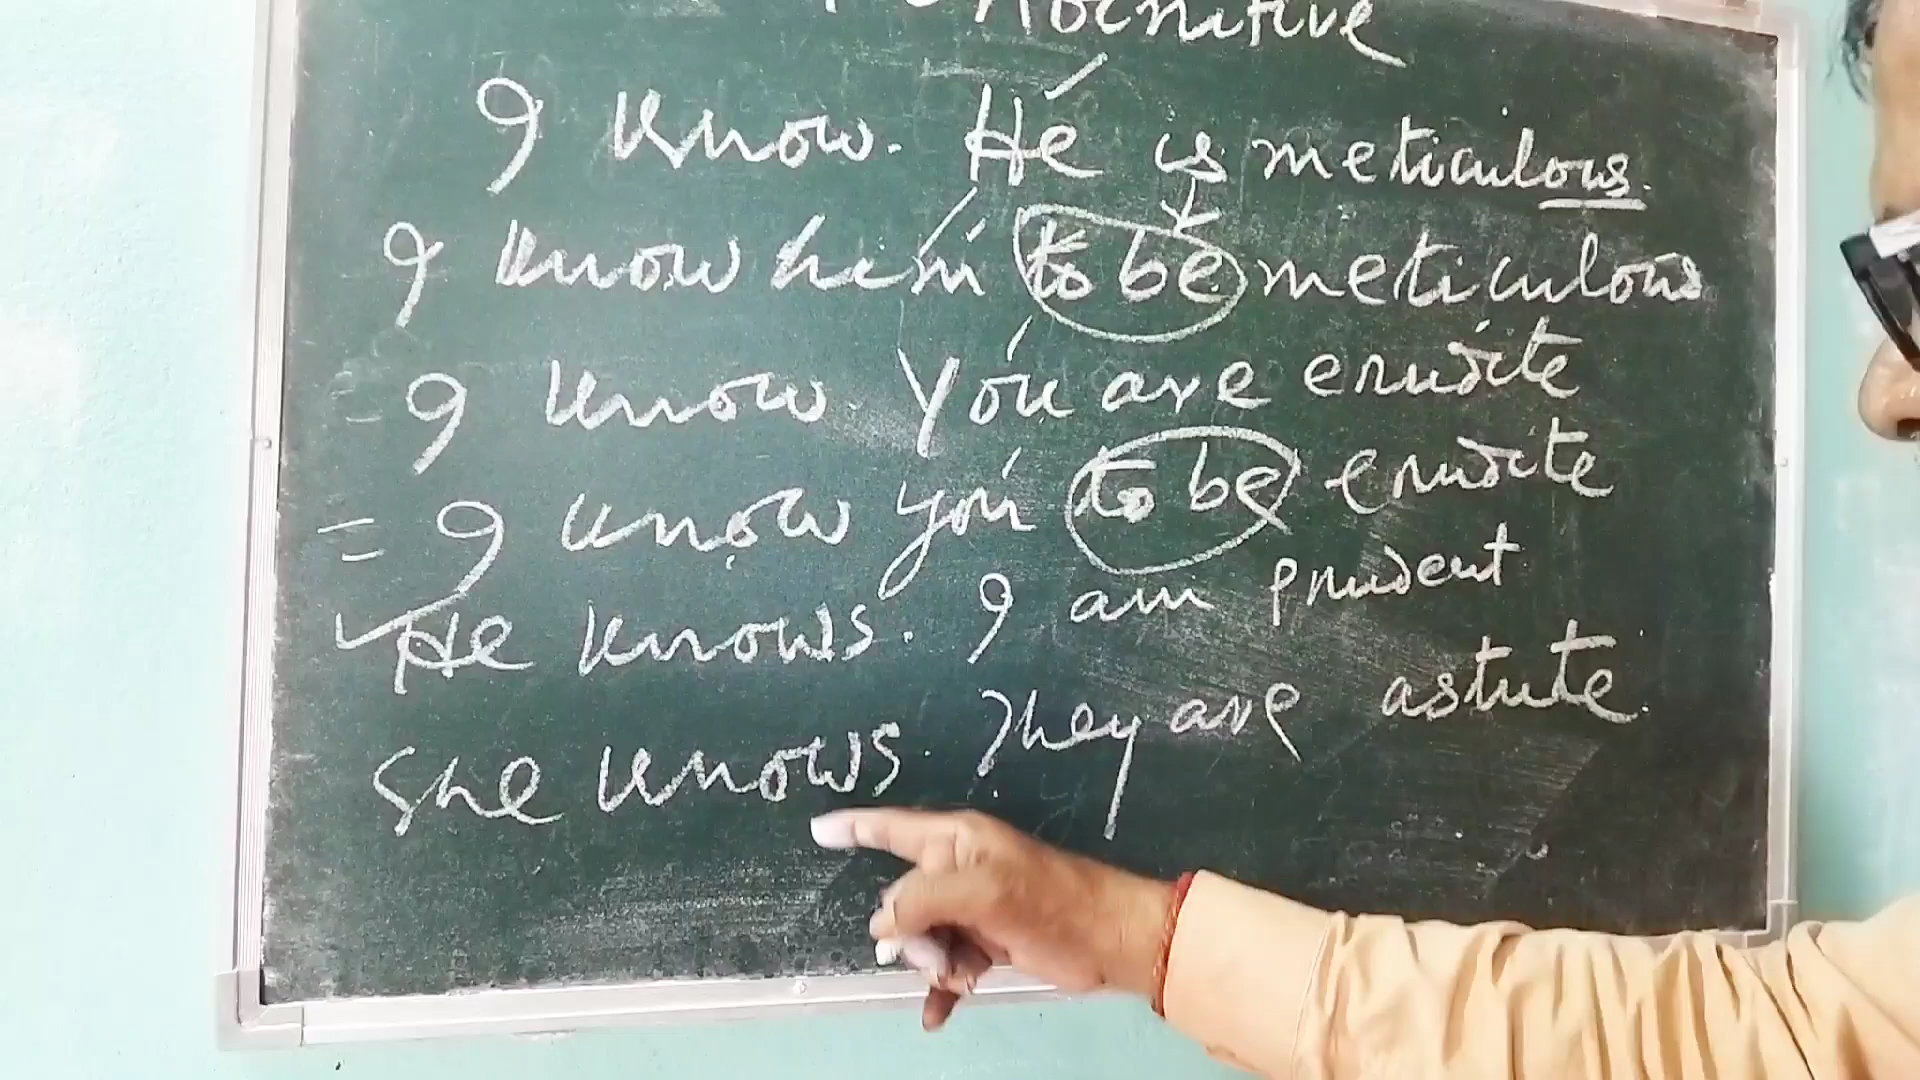 I know. He is meticulous.
I know him to be meticulous
= I know. You are erudite
= I know you to be erudite
He knows. I am prudent
She knows. They are astute.